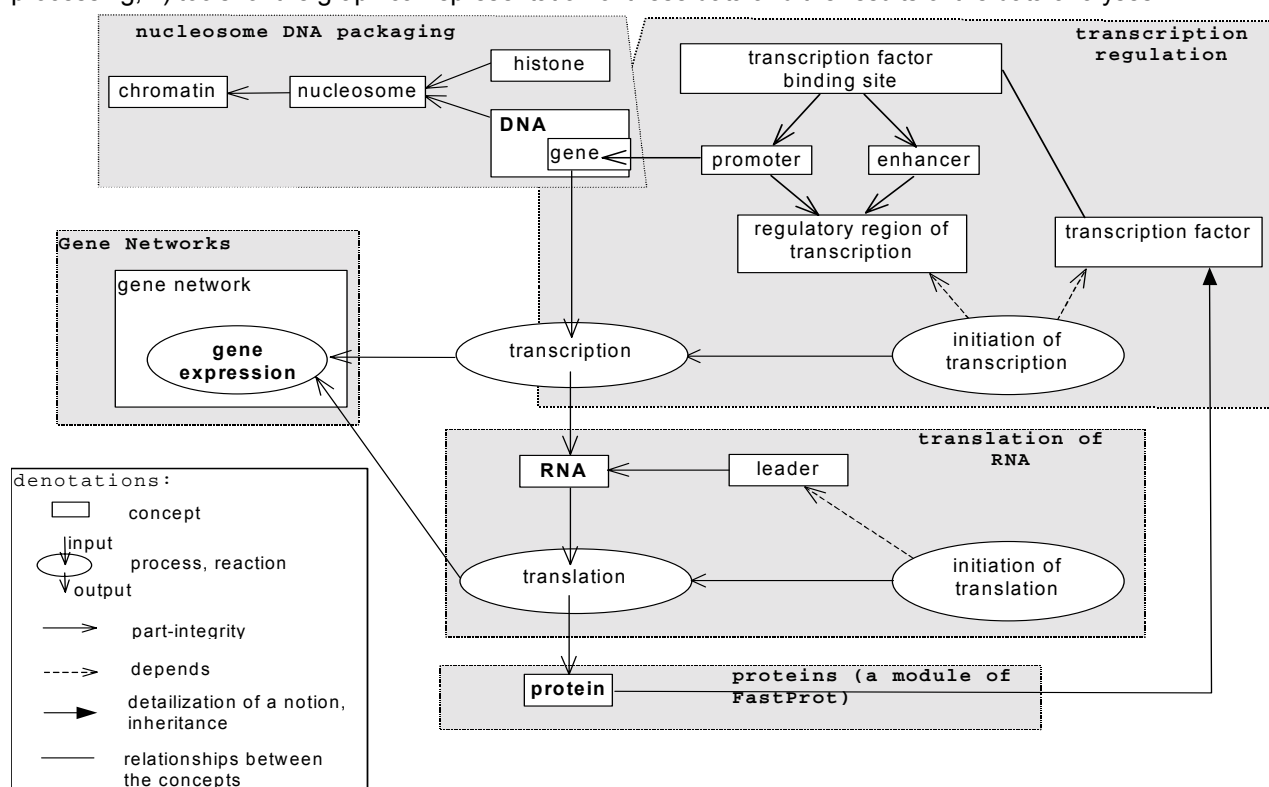 nucleosome DNA packaging
transcription
regulation
histone
transcription factor
binding site
chromatin
nucleosome
DNA
gene
promoter
enhancer
regulatory region of
transcription
transcription factor
Gene Networks
gene network
gene
expression
transcription
initiation of
transcription
translation of
RNA
RNA
leader
translation
initiation of
translation
proteins (a module of
FastProt)
protein
denotations:
concept
input
process, reaction
output
part-integrity
depends
detailization of a notion,
inheritance
relationships between
the concepts